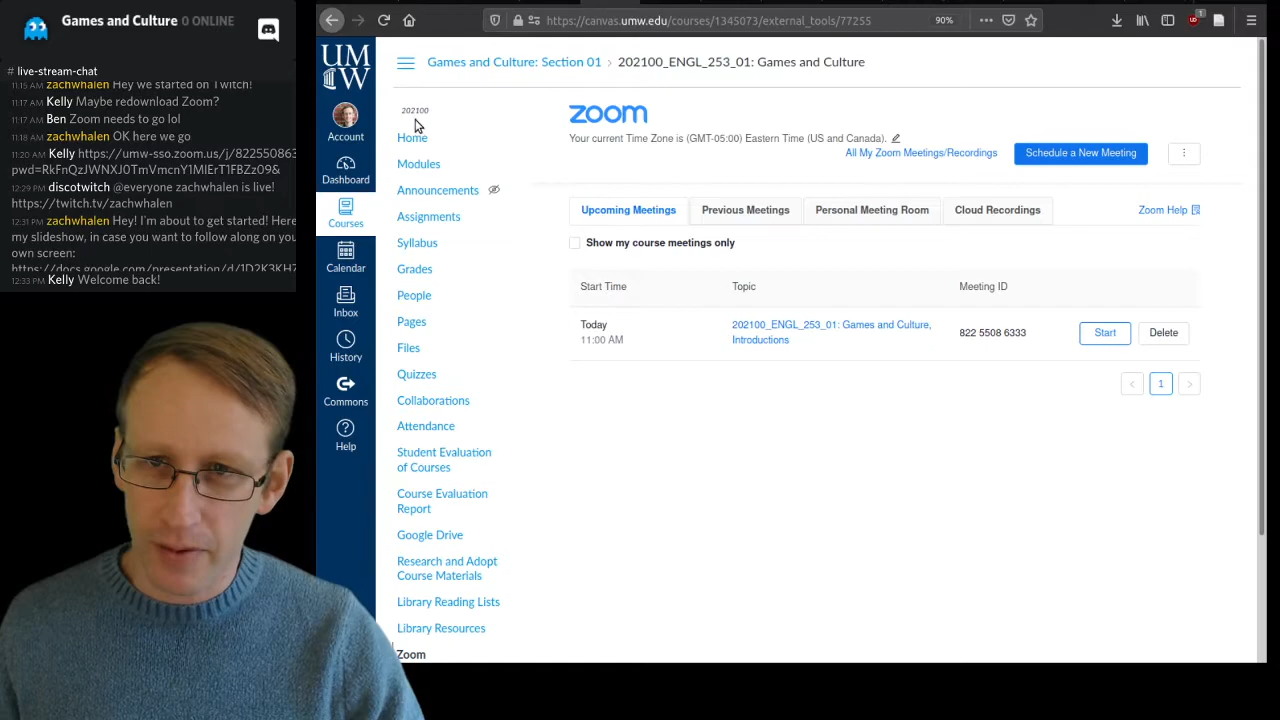 Games and Culture 0 ONLINE
# live-stream-chat
11:15 AM zachwhalen Hey we started on Twitch!
11:17 AM Kelly Maybe redownload Zoom?
11:17 AM Ben Zoom needs to go lol
11:18 AM zachwhalen OK here we go
11:20 AM Kelly https://umw-sso.zoom.us/j/822550863
pwd=RkFnQzJWNXJ0TmVmcnY1MlErT1FBZz09&
12:29 PM discotwitch @everyone zachwhalen is live!
https://twitch.tv/zachwhalen
12:31 PM zachwhalen Hey! I'm about to get started! Here
my slideshow, in case you want to follow along on you
own screen:
https://docs.google.com/presentation/d/1D2K3KHZ
12:33 PM Kelly Welcome back!
https://canvas.umw.edu/courses/1345073/external_tools/77255
90%
1
UMW
Account
Dashboard
Courses
Calendar
Inbox
History
Commons
Help
Games and Culture: Section 01 › 202100_ENGL_253_01: Games and Culture
202100
Home
Modules
Announcements
Assignments
Syllabus
Grades
People
Pages
Files
Quizzes
Collaborations
Attendance
Student Evaluation
of Courses
Course Evaluation
Report
Google Drive
Research and Adopt
Course Materials
Library Reading Lists
Library Resources
Zoom
zoom
Your current Time Zone is (GMT-05:00) Eastern Time (US and Canada).
All My Zoom Meetings/Recordings
Schedule a New Meeting
Upcoming Meetings Previous Meetings Personal Meeting Room Cloud Recordings
Zoom Help
Show my course meetings only
Start Time Topic Meeting ID
Today
11:00 AM
202100_ENGL_253_01: Games and Culture,
Introductions
822 5508 6333
Start
Delete
< 1 >